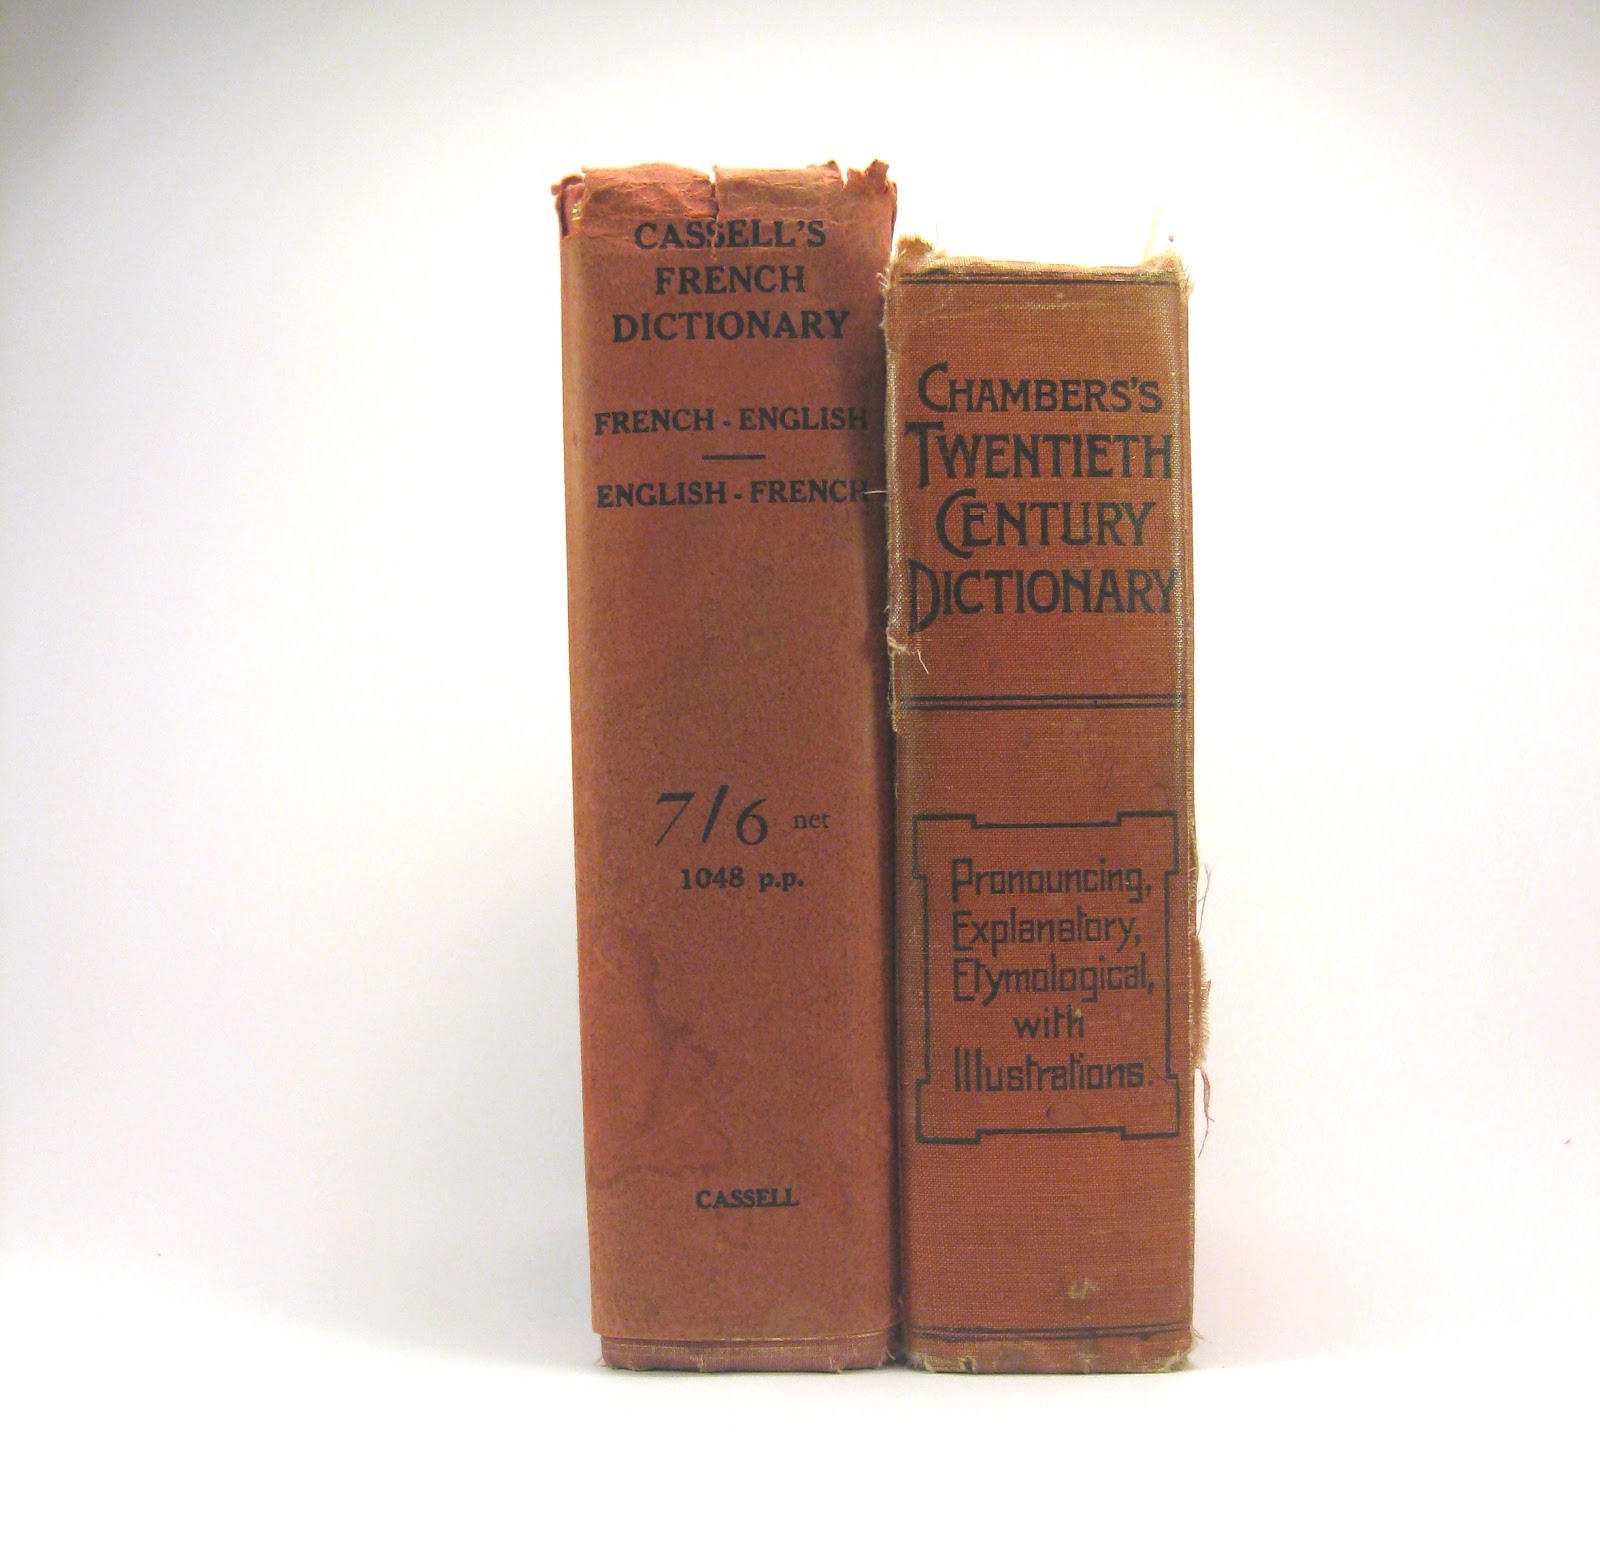 CASSELL'S
FRENCH
DICTIONARY
FRENCH - ENGLISH
ENGLISH - FRENCH
7/6 net
1048 p.p.
CASSELL
CHAMBERS'S
TWENTIETH
CENTURY
DICTIONARY
Pronouncing,
Explanatory,
Etymological,
with
Illustrations.